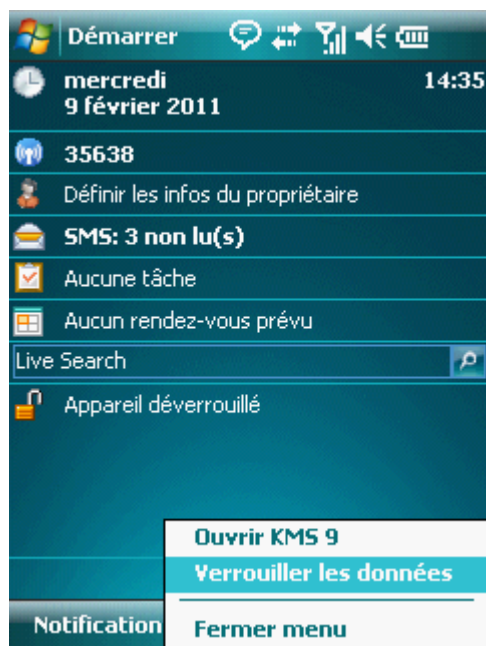 Démarrer
mercredi 14:35
9 février 2011
35638
Définir les infos du propriétaire
SMS: 3 non lu(s)
Aucune tâche
Aucun rendez-vous prévu
Live Search
Appareil déverrouillé
Ouvrir KMS 9
Verrouiller les données
Notification
Fermer menu